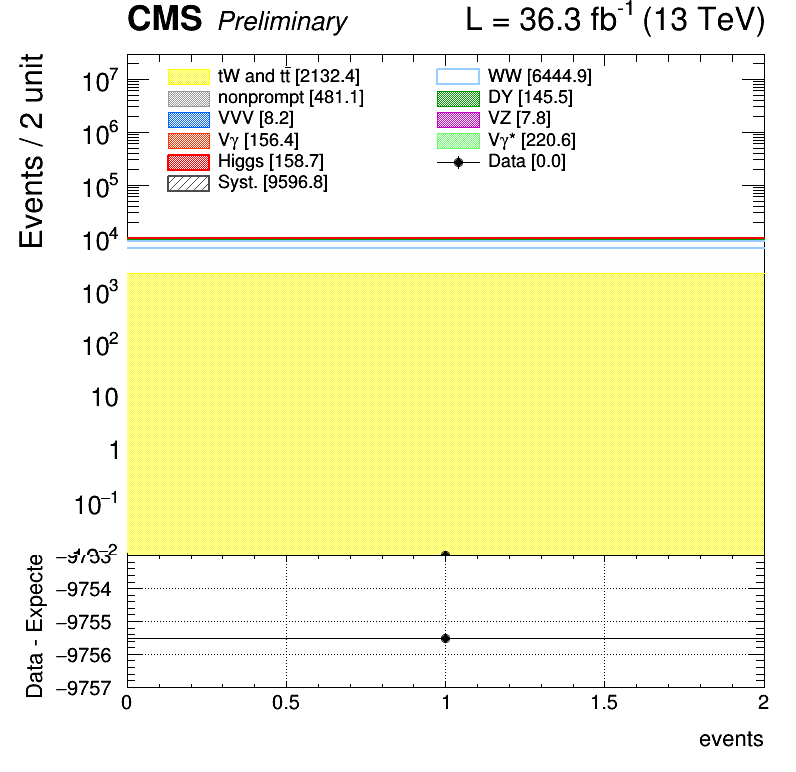 CMS Preliminary L = 36.3 fb⁻¹ (13 TeV)
Events / 2 unit
10⁷
10⁶
10⁵
10⁴
10³
10²
10
1
10⁻¹
tW and tt̄ [2132.4]
nonprompt [481.1]
VVV [8.2]
Vγ [156.4]
Higgs [158.7]
Syst. [9596.8]
WW [6444.9]
DY [145.5]
VZ [7.8]
Vγ* [220.6]
Data [0.0]
Data - Expecte
−9754
−9755
−9756
−9757
0 0.5 1 1.5 2
events